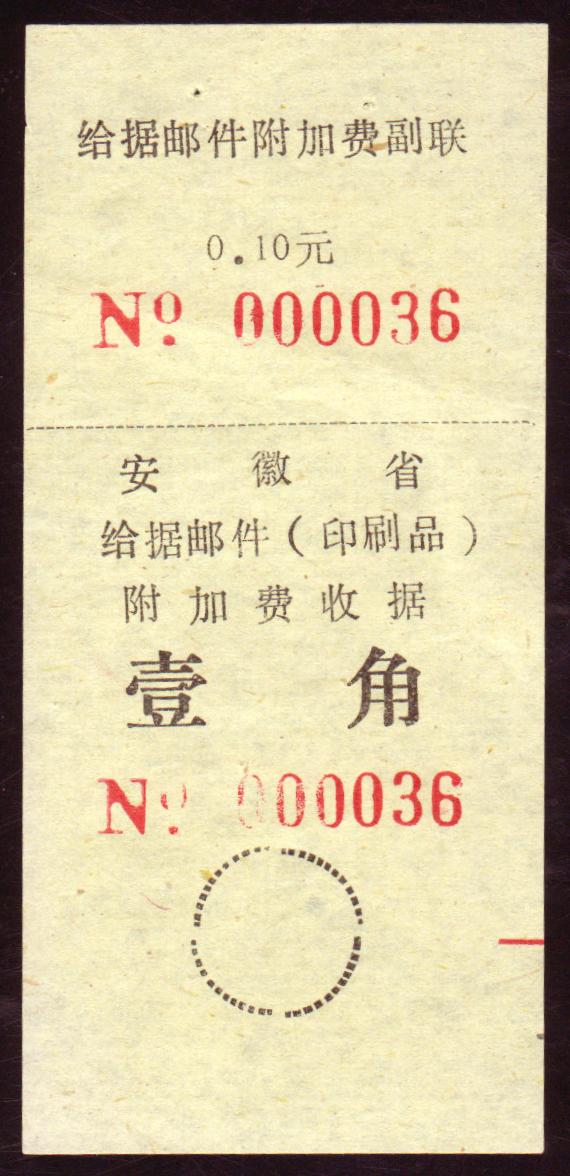 给据邮件附加费副联
0.10元
No. 000036
安徽省
给据邮件(印刷品)
附加费收据
壹角
No. 000036